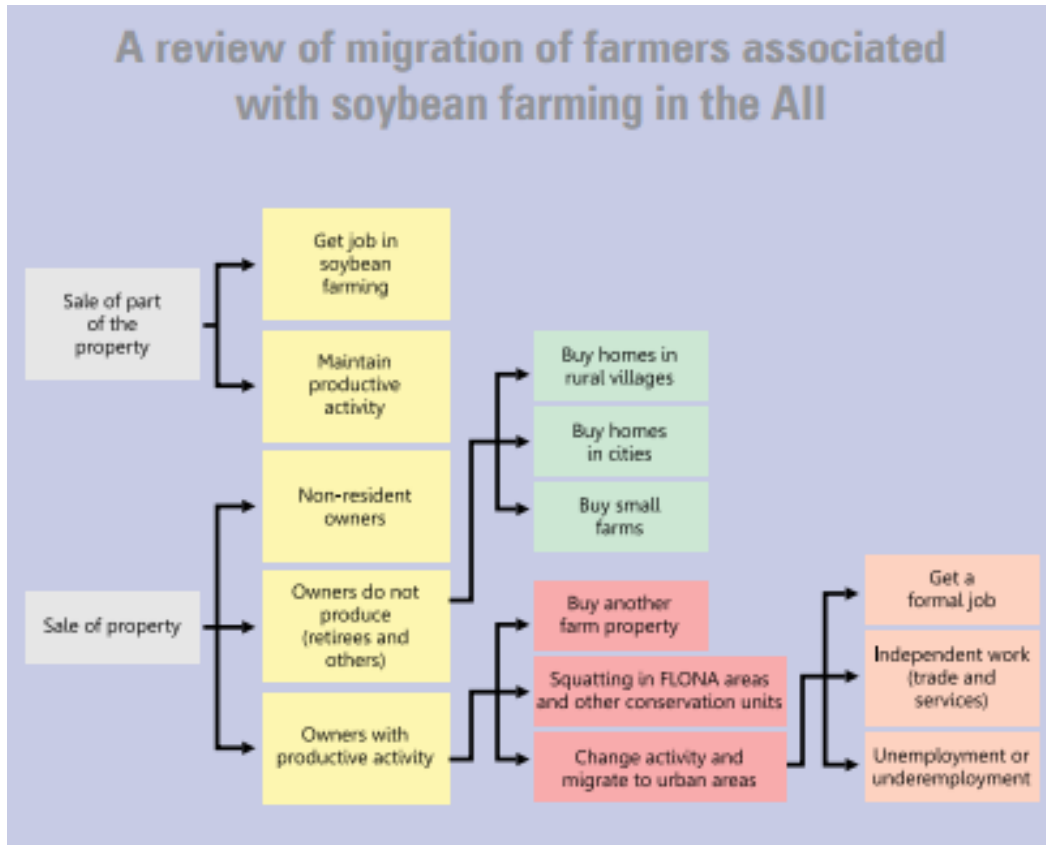 A review of migration of farmers associated
with soybean farming in the AII
Sale of part
of the
property
Get job in
soybean
farming
Maintain
productive
activity
Sale of property
Non-resident
owners
Owners do not
produce
(retirees and
others)
Owners with
productive activity
Buy homes in
rural villages
Buy homes
in cities
Buy small
farms
Buy another
farm property
Squatting in FLONA areas
and other conservation units
Change activity and
migrate to urban areas
Get a
formal job
Independent work
(trade and
services)
Unemployment or
underemployment